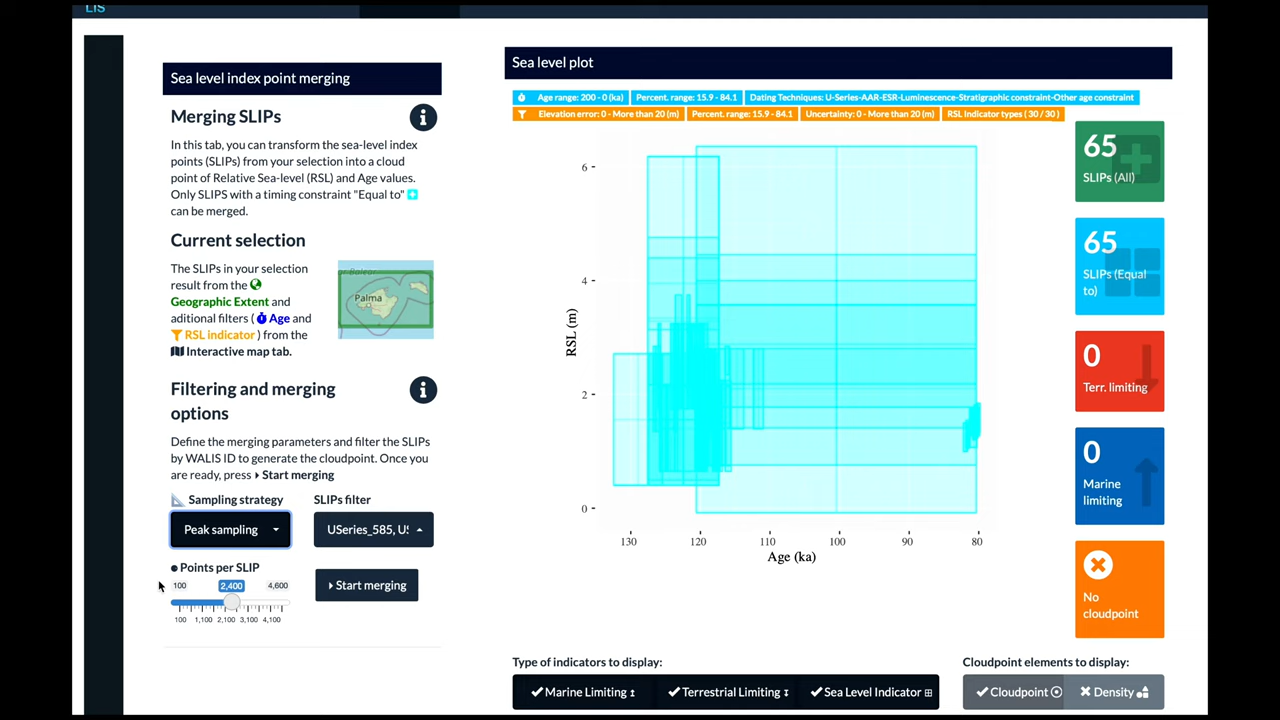 LIS
Sea level index point merging
Merging SLIPs
In this tab, you can transform the sea-level index
points (SLIPs) from your selection into a cloud
point of Relative Sea-level (RSL) and Age values.
Only SLIPS with a timing constraint "Equal to"
can be merged.
Current selection
The SLIPs in your selection
result from the
Geographic Extent and
aditional filters ( Age and
RSL indicator ) from the
Interactive map tab.
Palma
Filtering and merging
options
Define the merging parameters and filter the SLIPs
by WALIS ID to generate the cloudpoint. Once you
are ready, press Start merging
Sampling strategy
SLIPs filter
Peak sampling
USeries_585, US
Points per SLIP
100 2,400 4,600
100 1,100 2,100 3,100 4,100
Start merging
Sea level plot
Age range: 200 - 0 (ka) Percent. range: 15.9 - 84.1 Dating Techniques: U-Series-AAR-ESR-Luminescence-Stratigraphic constraint-Other age constraint
Elevation error: 0 - More than 20 (m) Percent. range: 15.9 - 84.1 Uncertainty: 0 - More than 20 (m) RSL Indicator types ( 30 / 30 )
6
4
2
0
RSL (m)
130 120 110 100 90 80
Age (ka)
65
SLIPs (All)
65
SLIPs (Equal
to)
0
Terr. limiting
0
Marine
limiting
No
cloudpoint
Type of indicators to display:
Marine Limiting Terrestrial Limiting Sea Level Indicator
Cloudpoint elements to display:
Cloudpoint Density